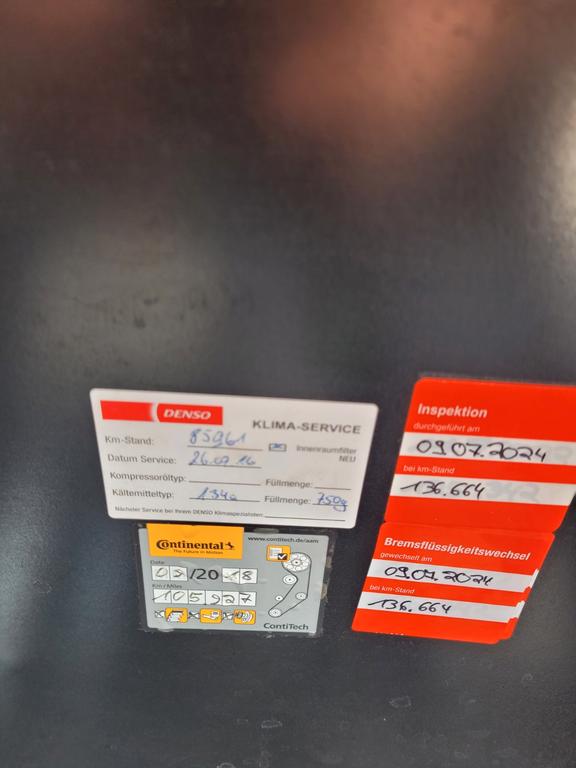 DENSO
KLIMA-SERVICE
Km-Stand: 85961
Innenraumfilter
NEU
Datum Service: 26.07.16
Kompressoröltyp:
Füllmenge:
Kältemitteltyp: 134a
Füllmenge: 750g
Nächster Service bei Ihrem DENSO Klimaspezialisten:
Continental
The Future in Motion
www.contitech.de/aam
Date
/20 18
Km / Miles
105927
ContiTech
Inspektion
durchgeführt am
09.07.2024
bei km-Stand
136.664
Bremsflüssigkeitswechsel
gewechselt am
09.07.2024
bei km-Stand
136.664